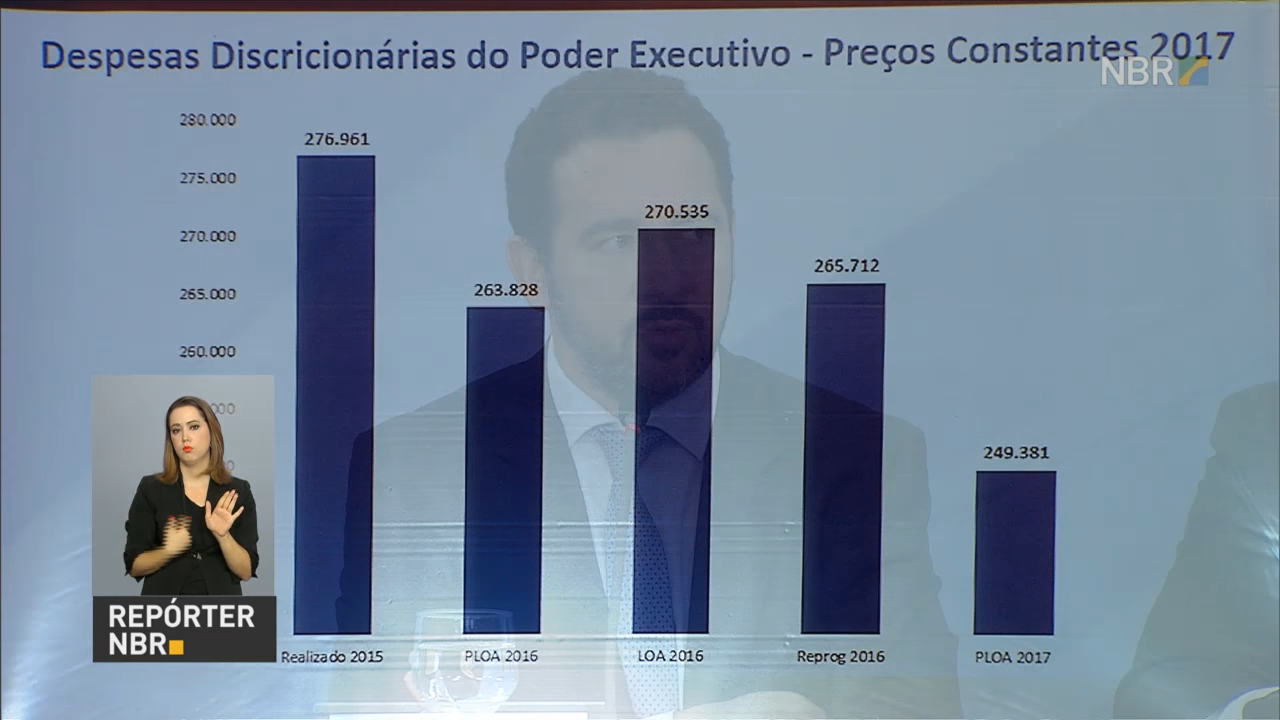 Despesas Discricionárias do Poder Executivo - Preços Constantes 2017
NBR
280.000
276.961
275.000
270.535
270.000
265.712
265.000
263.828
260.000
249.381
REPÓRTER
NBR
Realizado 2015
PLOA 2016
LOA 2016
Reprog 2016
PLOA 2017